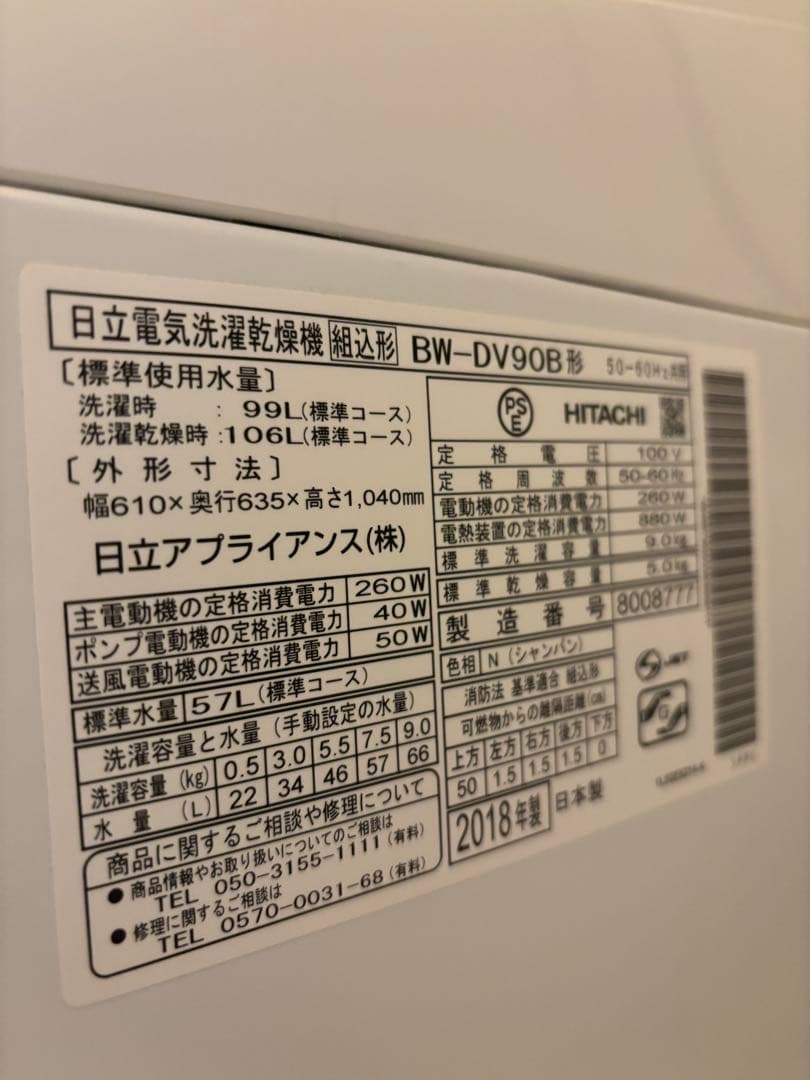 日立電気洗濯乾燥機 組込形 BW-DV90B形 50-60Hz共用
〔標準使用水量〕
洗濯時 : 99L(標準コース)
洗濯乾燥時:106L(標準コース)
〔外形寸法〕
幅610×奥行635×高さ1,040mm
日立アプライアンス(株)
主電動機の定格消費電力 260W
ポンプ電動機の定格消費電力 40W
送風電動機の定格消費電力 50W
標準水量 57L(標準コース)
洗濯容量と水量(手動設定の水量)
洗濯容量(kg) 0.5 3.0 5.5 7.5 9.0
水量(L) 22 34 46 57 66
商品に関するご相談や修理について
●商品情報やお取り扱いについてのご相談は
TEL 050-3155-1111(有料)
●修理に関するご相談は
TEL 0570-0031-68(有料)
PSE HITACHI
定格電圧 100V
定格周波数 50-60Hz
電動機の定格消費電力 260W
電熱装置の定格消費電力 880W
標準洗濯容量 9.0kg
標準乾燥容量 5.0kg
製造番号 8008777
色相 N(シャンパン)
消防法 基準適合 組込形
可燃物からの離隔距離(cm)
上方 左方 右方 後方 下方
50 1.5 1.5 1.5 0
2018年製 日本製